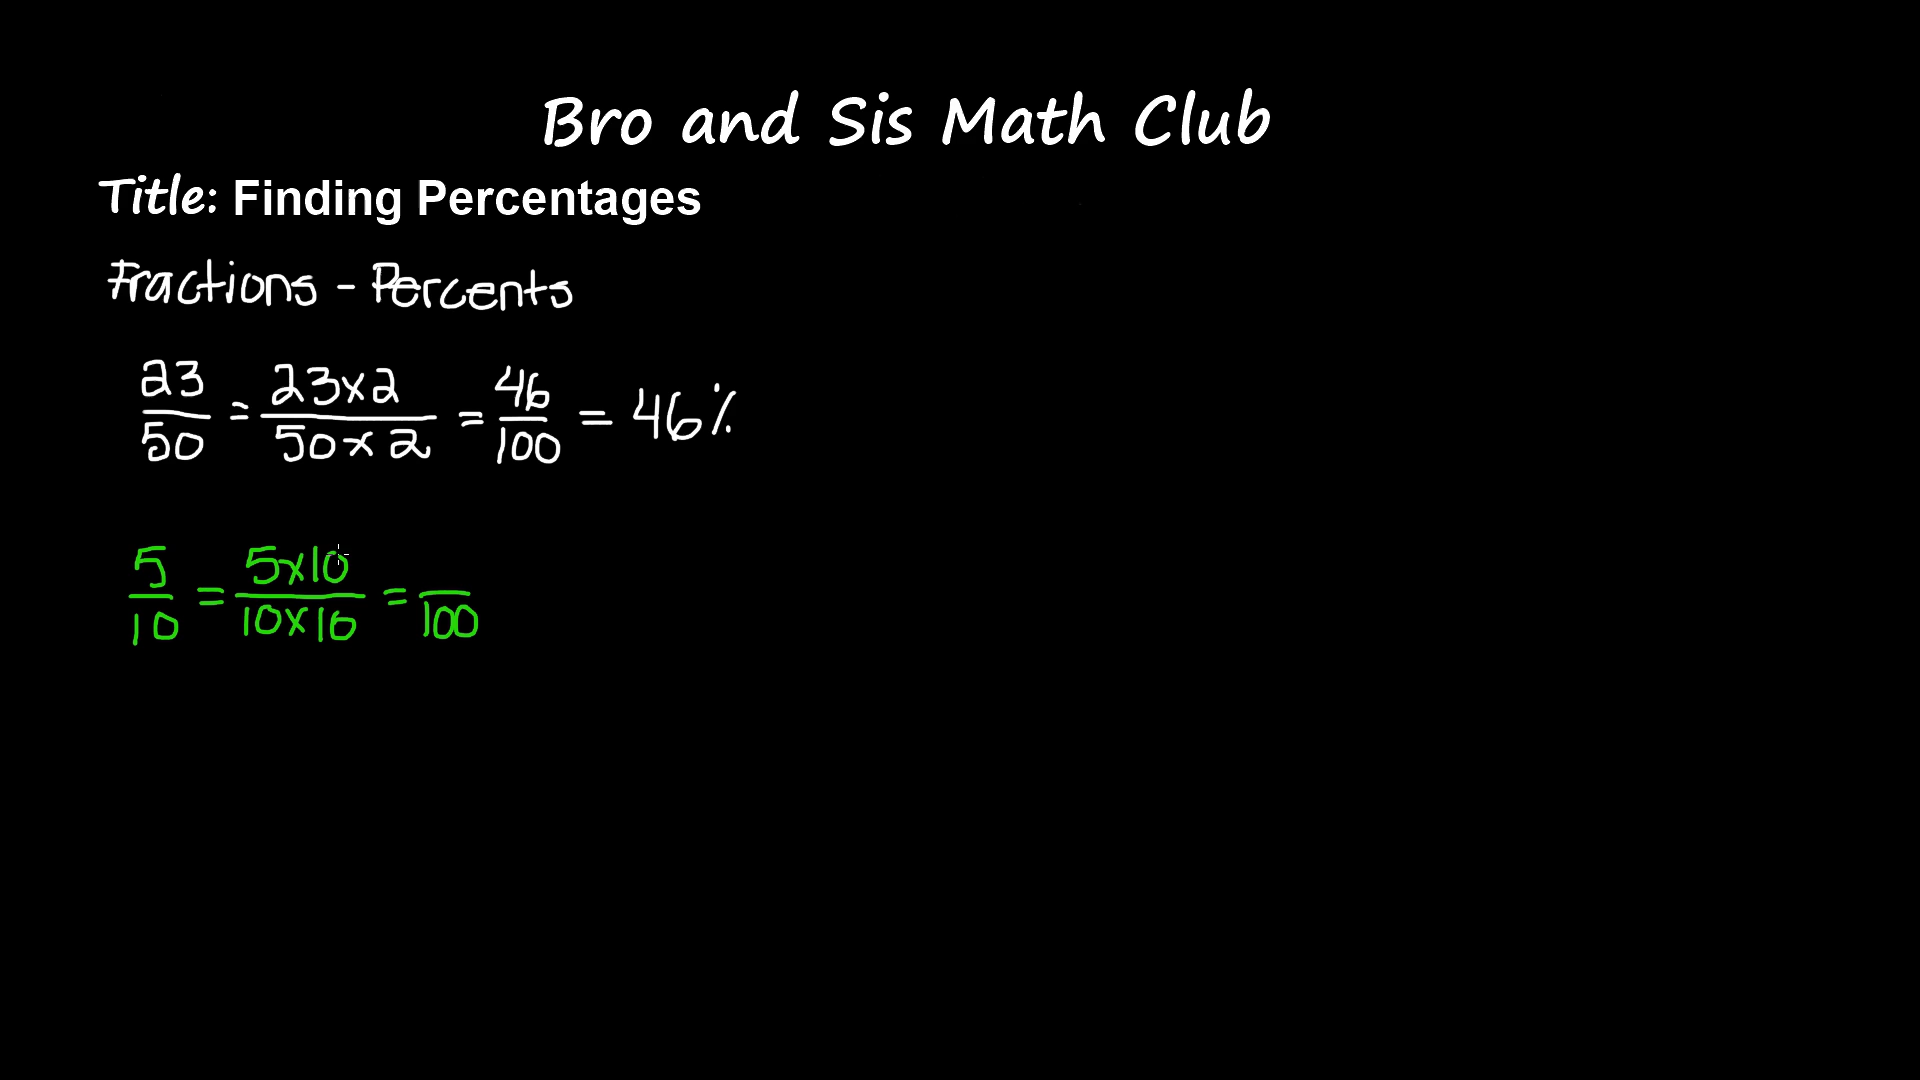 Bro and Sis Math Club
Title: Finding Percentages
Fractions - Percents
23/50 = 23x2/50x2 = 46/100 = 46%
5/10 = 5x10/10x10 = /100